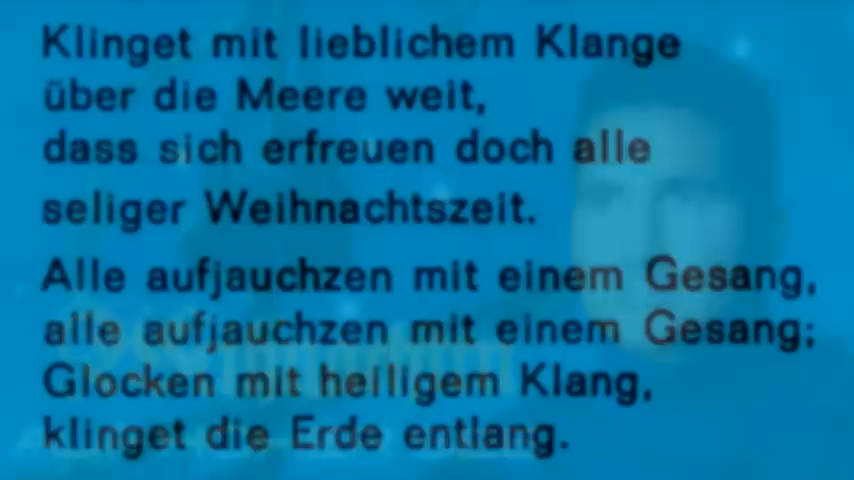 Klinget mit lieblichem Klange
über die Meere weit,
dass sich erfreuen doch alle
seliger Weihnachtszeit.
Alle aufjauchzen mit einem Gesang,
alle aufjauchzen mit einem Gesang;
Glocken mit heiligem Klang,
klinget die Erde entlang.